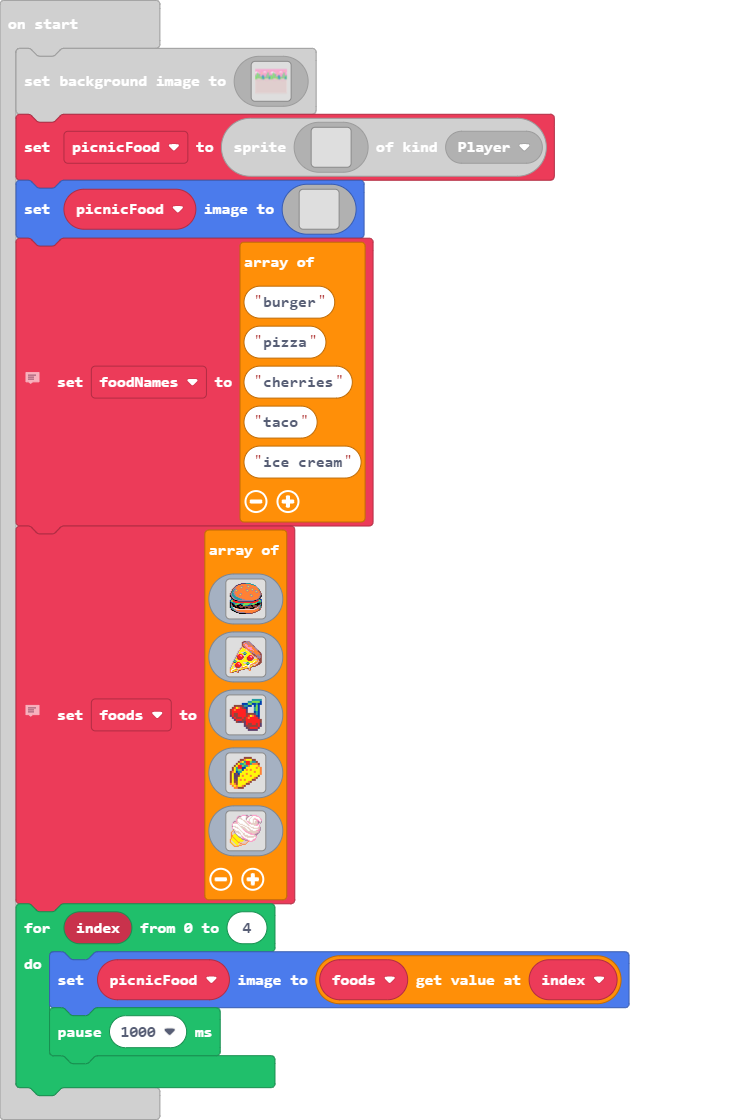 on start
set background image to
set picnicFood to sprite of kind Player
set picnicFood image to
array of
"burger"
"pizza"
"cherries"
set foodNames to
"taco"
"ice cream"
array of
set foods to
for index from 0 to 4
do
set picnicFood image to foods get value at index
pause 1000 ms